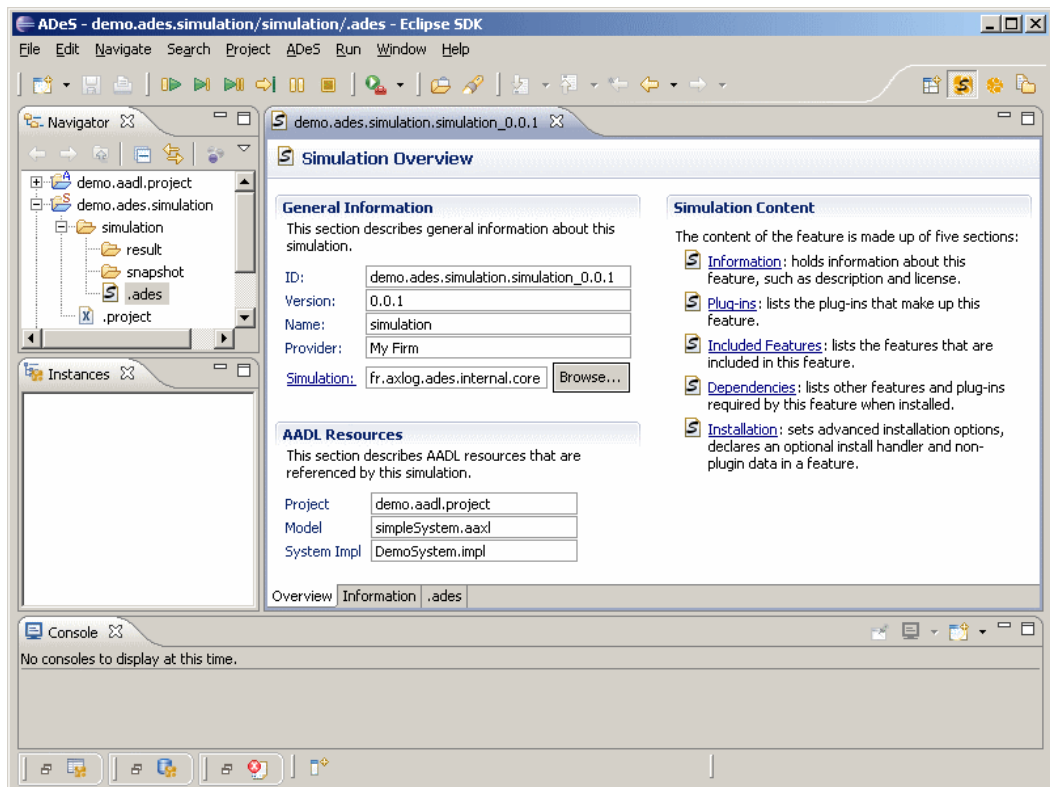 ADeS - demo.ades.simulation/simulation/.ades - Eclipse SDK
File Edit Navigate Search Project ADeS Run Window Help
Navigator
demo.aadl.project
demo.ades.simulation
simulation
result
snapshot
.ades
.project
Instances
demo.ades.simulation.simulation_0.0.1
Simulation Overview
General Information
This section describes general information about this
simulation.
ID: demo.ades.simulation.simulation_0.0.1
Version: 0.0.1
Name: simulation
Provider: My Firm
Simulation: fr.axlog.ades.internal.core Browse...
AADL Resources
This section describes AADL resources that are
referenced by this simulation.
Project demo.aadl.project
Model simpleSystem.aaxl
System Impl DemoSystem.impl
Simulation Content
The content of the feature is made up of five sections:
Information: holds information about this
feature, such as description and license.
Plug-ins: lists the plug-ins that make up this
feature.
Included Features: lists the features that are
included in this feature.
Dependencies: lists other features and plug-ins
required by this feature when installed.
Installation: sets advanced installation options,
declares an optional install handler and non-
plugin data in a feature.
Overview Information .ades
Console
No consoles to display at this time.